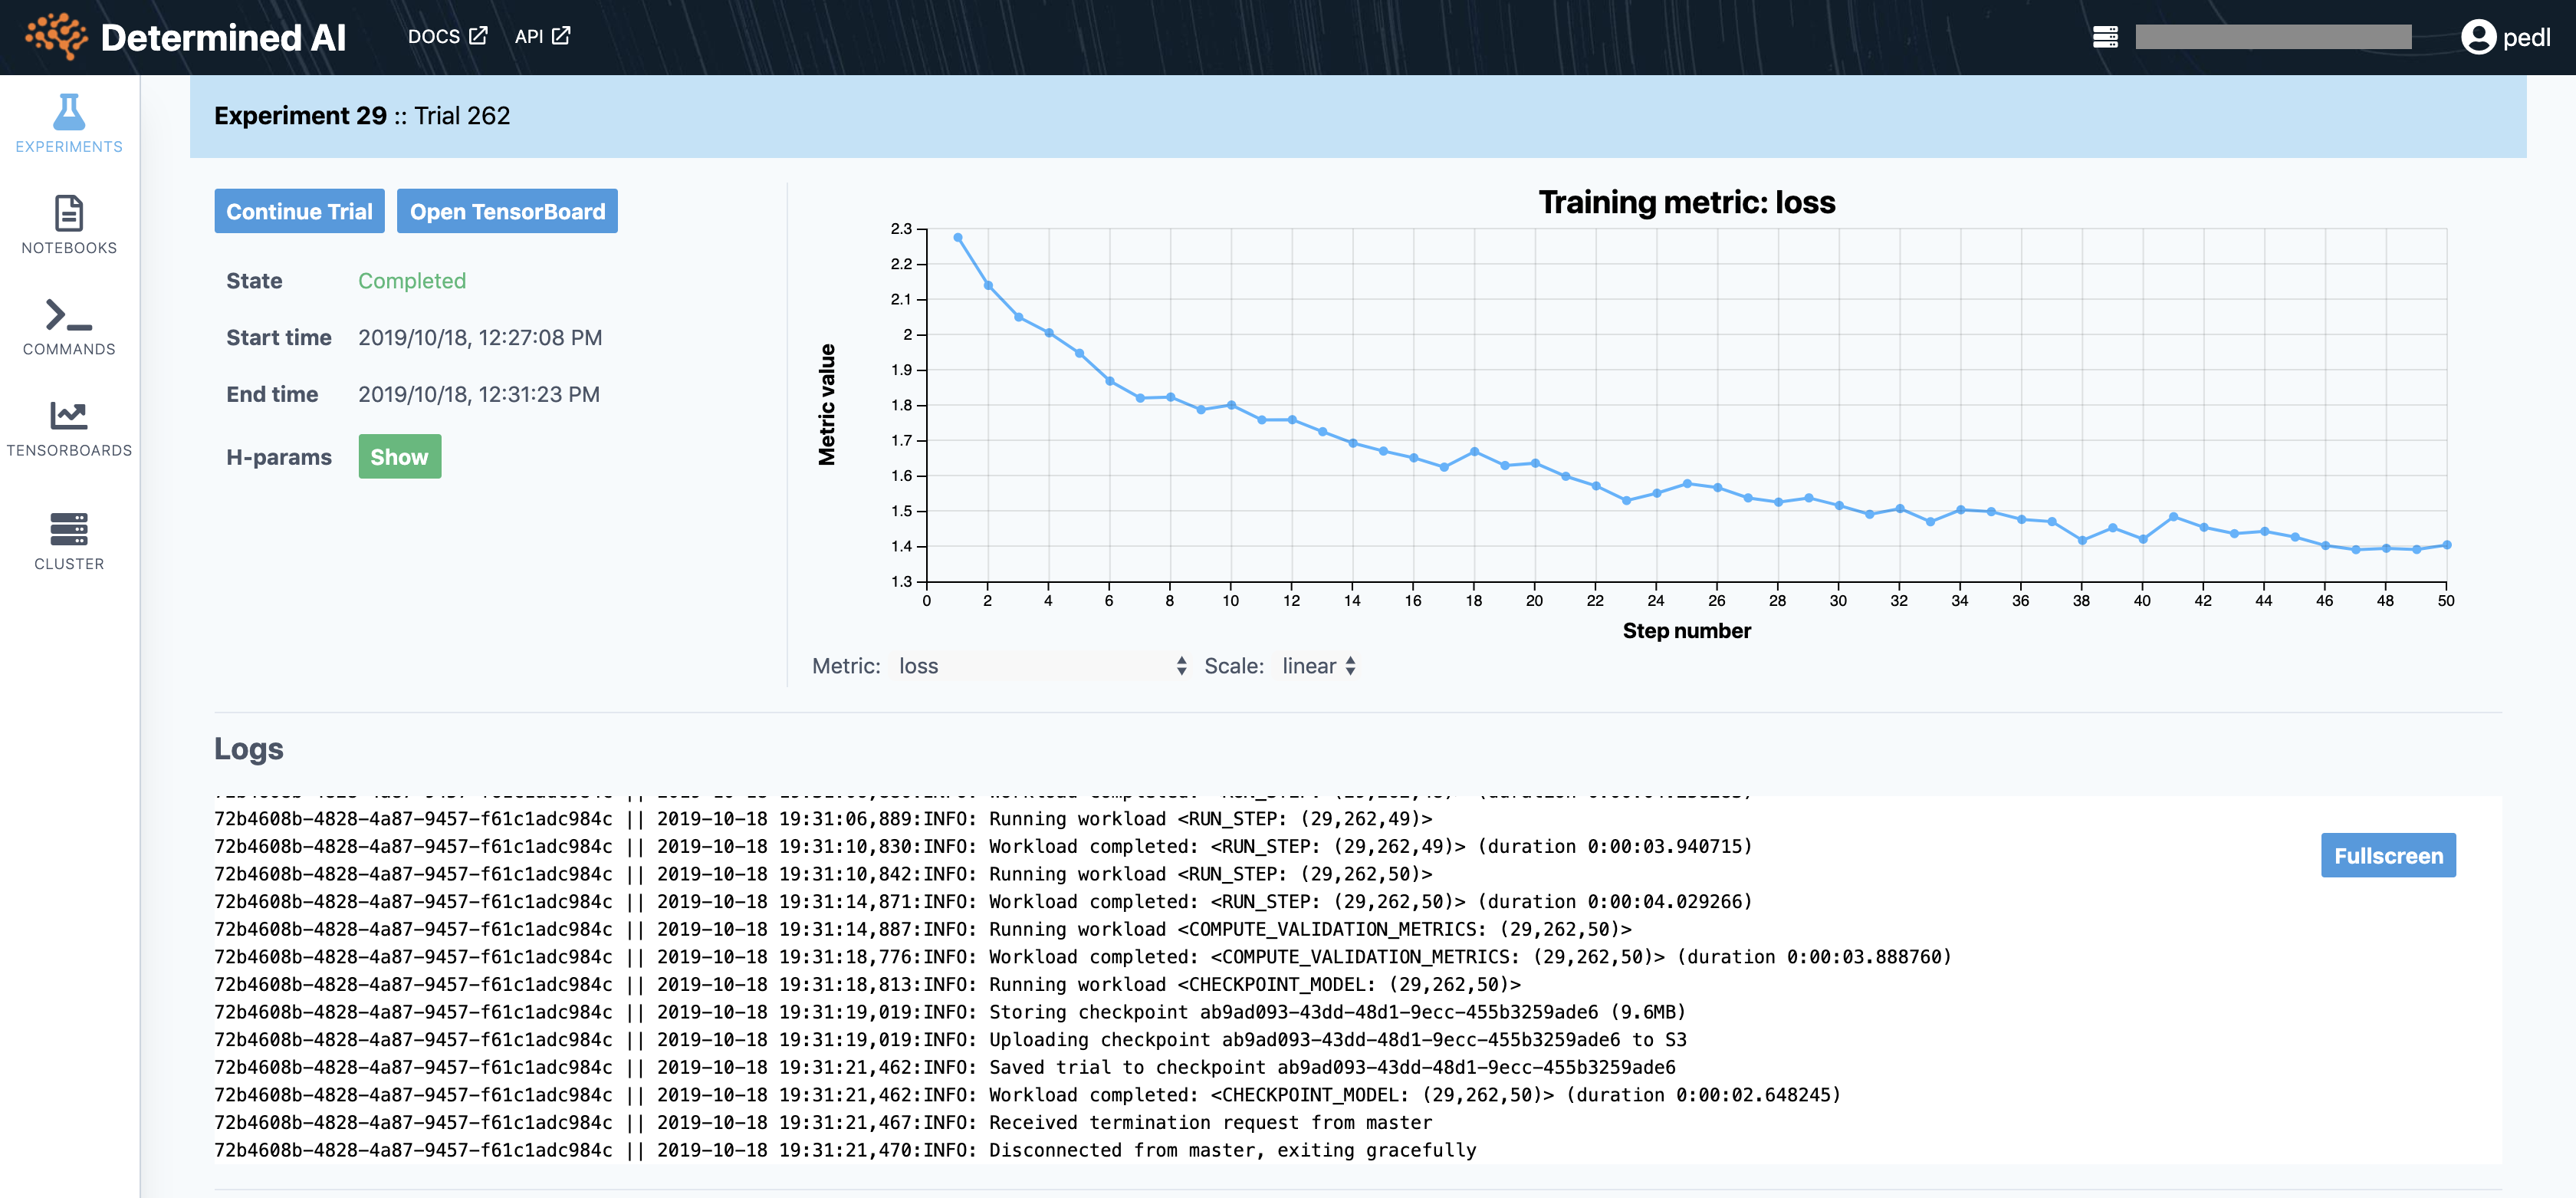 Determined AI
DOCS
API
pedl
EXPERIMENTS
NOTEBOOKS
COMMANDS
TENSORBOARDS
CLUSTER
Experiment 29 :: Trial 262
Continue Trial
Open TensorBoard
State Completed
Start time 2019/10/18, 12:27:08 PM
End time 2019/10/18, 12:31:23 PM
H-params Show
Training metric: loss
Metric value
2.3
2.2
2.1
2
1.9
1.8
1.7
1.6
1.5
1.4
1.3
0 2 4 6 8 10 12 14 16 18 20 22 24 26 28 30 32 34 36 38 40 42 44 46 48 50
Step number
Metric: loss Scale: linear
Logs
Fullscreen
72b4608b-4828-4a87-9457-f61c1adc984c || 2019-10-18 19:31:06,889:INFO: Running workload <RUN_STEP: (29,262,49)>
72b4608b-4828-4a87-9457-f61c1adc984c || 2019-10-18 19:31:10,830:INFO: Workload completed: <RUN_STEP: (29,262,49)> (duration 0:00:03.940715)
72b4608b-4828-4a87-9457-f61c1adc984c || 2019-10-18 19:31:10,842:INFO: Running workload <RUN_STEP: (29,262,50)>
72b4608b-4828-4a87-9457-f61c1adc984c || 2019-10-18 19:31:14,871:INFO: Workload completed: <RUN_STEP: (29,262,50)> (duration 0:00:04.029266)
72b4608b-4828-4a87-9457-f61c1adc984c || 2019-10-18 19:31:14,887:INFO: Running workload <COMPUTE_VALIDATION_METRICS: (29,262,50)>
72b4608b-4828-4a87-9457-f61c1adc984c || 2019-10-18 19:31:18,776:INFO: Workload completed: <COMPUTE_VALIDATION_METRICS: (29,262,50)> (duration 0:00:03.888760)
72b4608b-4828-4a87-9457-f61c1adc984c || 2019-10-18 19:31:18,813:INFO: Running workload <CHECKPOINT_MODEL: (29,262,50)>
72b4608b-4828-4a87-9457-f61c1adc984c || 2019-10-18 19:31:19,019:INFO: Storing checkpoint ab9ad093-43dd-48d1-9ecc-455b3259ade6 (9.6MB)
72b4608b-4828-4a87-9457-f61c1adc984c || 2019-10-18 19:31:19,019:INFO: Uploading checkpoint ab9ad093-43dd-48d1-9ecc-455b3259ade6 to S3
72b4608b-4828-4a87-9457-f61c1adc984c || 2019-10-18 19:31:21,462:INFO: Saved trial to checkpoint ab9ad093-43dd-48d1-9ecc-455b3259ade6
72b4608b-4828-4a87-9457-f61c1adc984c || 2019-10-18 19:31:21,462:INFO: Workload completed: <CHECKPOINT_MODEL: (29,262,50)> (duration 0:00:02.648245)
72b4608b-4828-4a87-9457-f61c1adc984c || 2019-10-18 19:31:21,467:INFO: Received termination request from master
72b4608b-4828-4a87-9457-f61c1adc984c || 2019-10-18 19:31:21,470:INFO: Disconnected from master, exiting gracefully